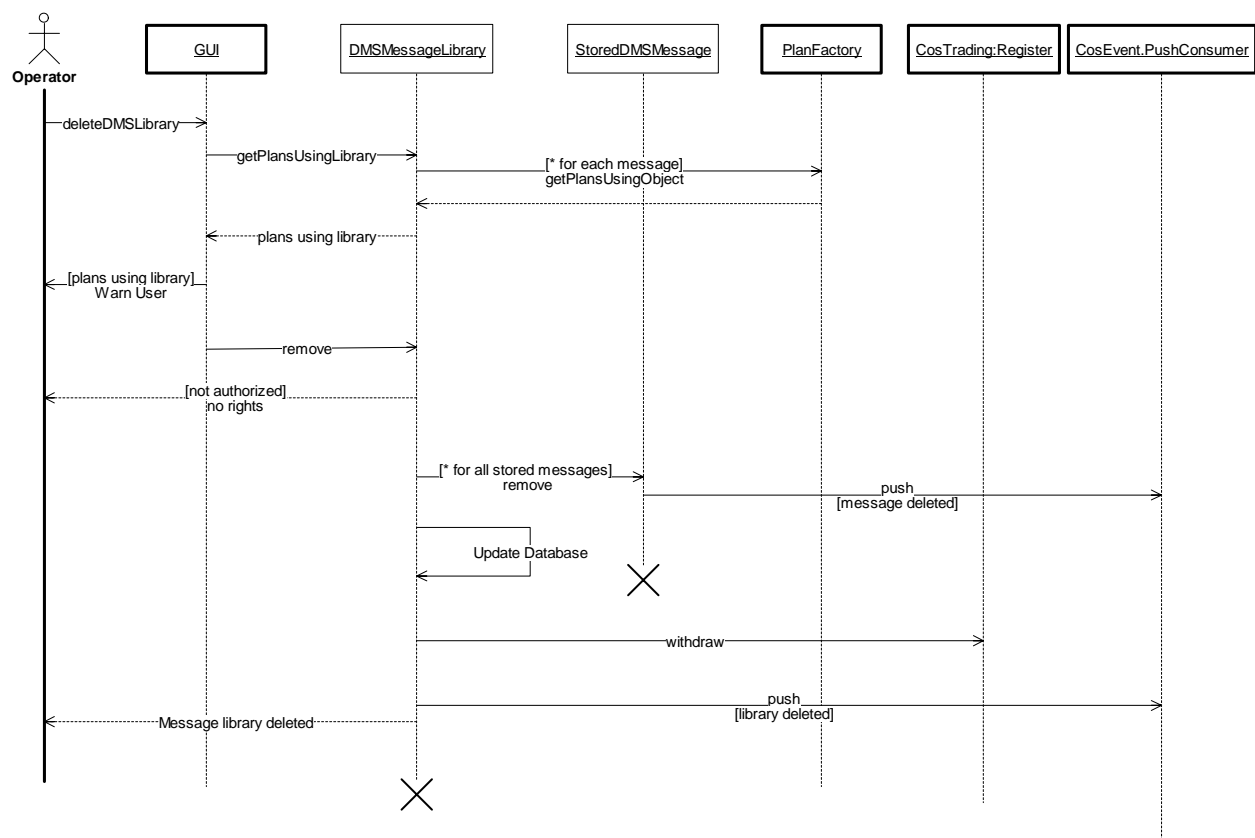 Operator
GUI
DMSMessageLibrary
StoredDMSMessage
PlanFactory
CosTrading:Register
CosEvent.PushConsumer
deleteDMSLibrary
getPlansUsingLibrary
[* for each message]
getPlansUsingObject
plans using library
[plans using library]
Warn User
remove
[not authorized]
no rights
[* for all stored messages]
remove
push
[message deleted]
Update Database
withdraw
push
[library deleted]
Message library deleted